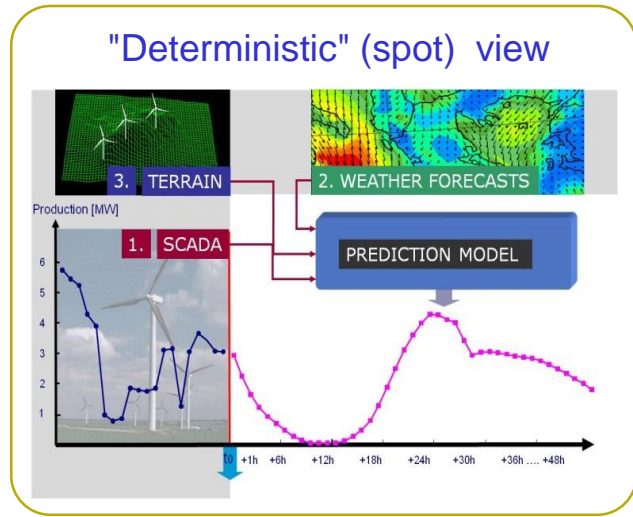 "Deterministic" (spot) view
3. TERRAIN
2. WEATHER FORECASTS
Production [MW]
1. SCADA
PREDICTION MODEL
6
5
4
3
2
1
t0 +1h +6h +12h +18h +24h +30h +36h .... +48h